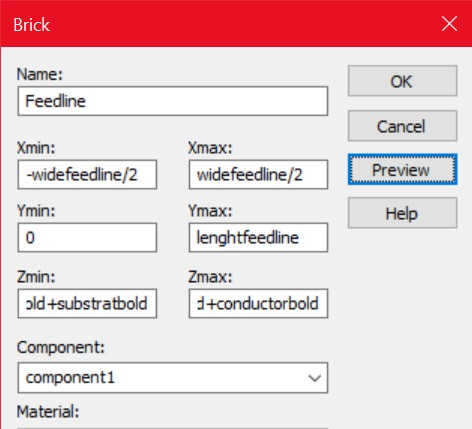 Brick
Name:
OK
Feedline
Cancel
Xmin: Xmax:
-widefeedline/2 widefeedline/2 Preview
Ymin: Ymax:
0 lenghtfeedline Help
Zmin: Zmax:
old+substratbold d+conductorbold
Component:
component1
Material: